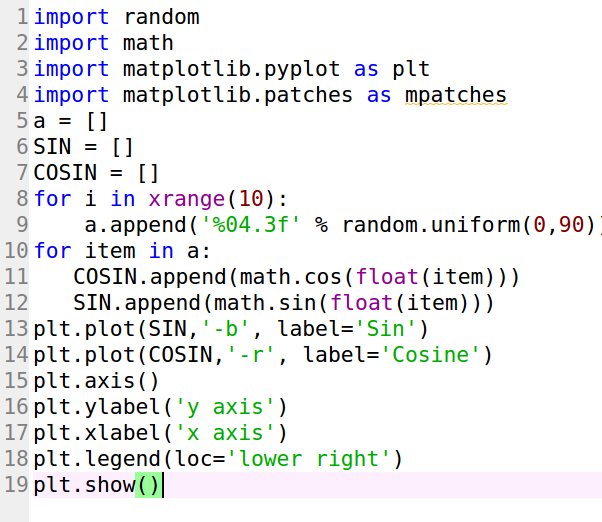 1 import random
2 import math
3 import matplotlib.pyplot as plt
4 import matplotlib.patches as mpatches
5 a = []
6 SIN = []
7 COSIN = []
8 for i in xrange(10):
9     a.append('%04.3f' % random.uniform(0,90))
10 for item in a:
11    COSIN.append(math.cos(float(item)))
12    SIN.append(math.sin(float(item)))
13 plt.plot(SIN,'-b', label='Sin')
14 plt.plot(COSIN,'-r', label='Cosine')
15 plt.axis()
16 plt.ylabel('y axis')
17 plt.xlabel('x axis')
18 plt.legend(loc='lower right')
19 plt.show()